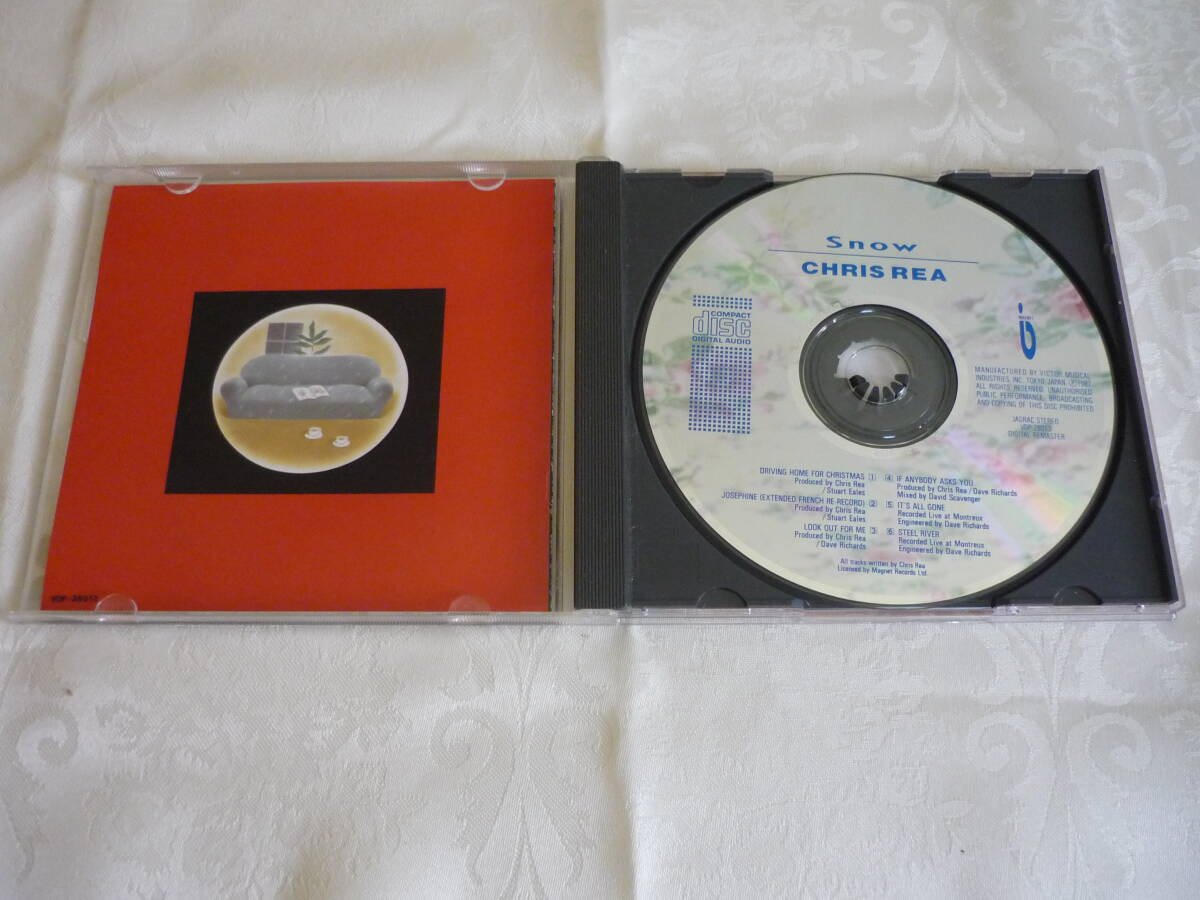 VDP-28013
Snow
CHRIS REA
COMPACT
disc
DIGITAL AUDIO
MANUFACTURED BY VICTOR MUSICAL
INDUSTRIES, INC. TOKYO, JAPAN
ALL RIGHTS RESERVED. UNAUTHORISED
PUBLIC PERFORMANCE, BROADCASTING
AND COPYING OF THIS DISC PROHIBITED
JASRAC STEREO
VDP-28013
DIGITAL REMASTER
DRIVING HOME FOR CHRISTMAS 1
Produced by Chris Rea
/Stuart Eales
JOSEPHINE (EXTENDED FRENCH RE-RECORD) 2
Produced by Chris Rea
/Stuart Eales
LOOK OUT FOR ME 3
Produced by Chris Rea
/Dave Richards
4 IF ANYBODY ASKS YOU
Produced by Chris Rea/Dave Richards
Mixed by David Scavenger
5 IT'S ALL GONE
Recorded Live at Montreux
Engineered by Dave Richards
6 STEEL RIVER
Recorded Live at Montreux
Engineered by Dave Richards
All tracks written by Chris Rea
Licensed by Magnet Records Ltd.